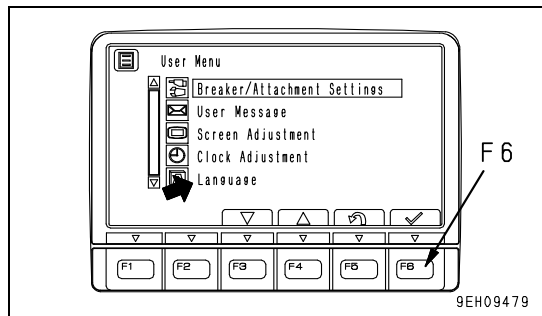 User Menu
Breaker/Attachment Settings
User Message
Screen Adjustment
Clock Adjustment
Language
F6
F1 F2 F3 F4 F5 F6
9EH09479